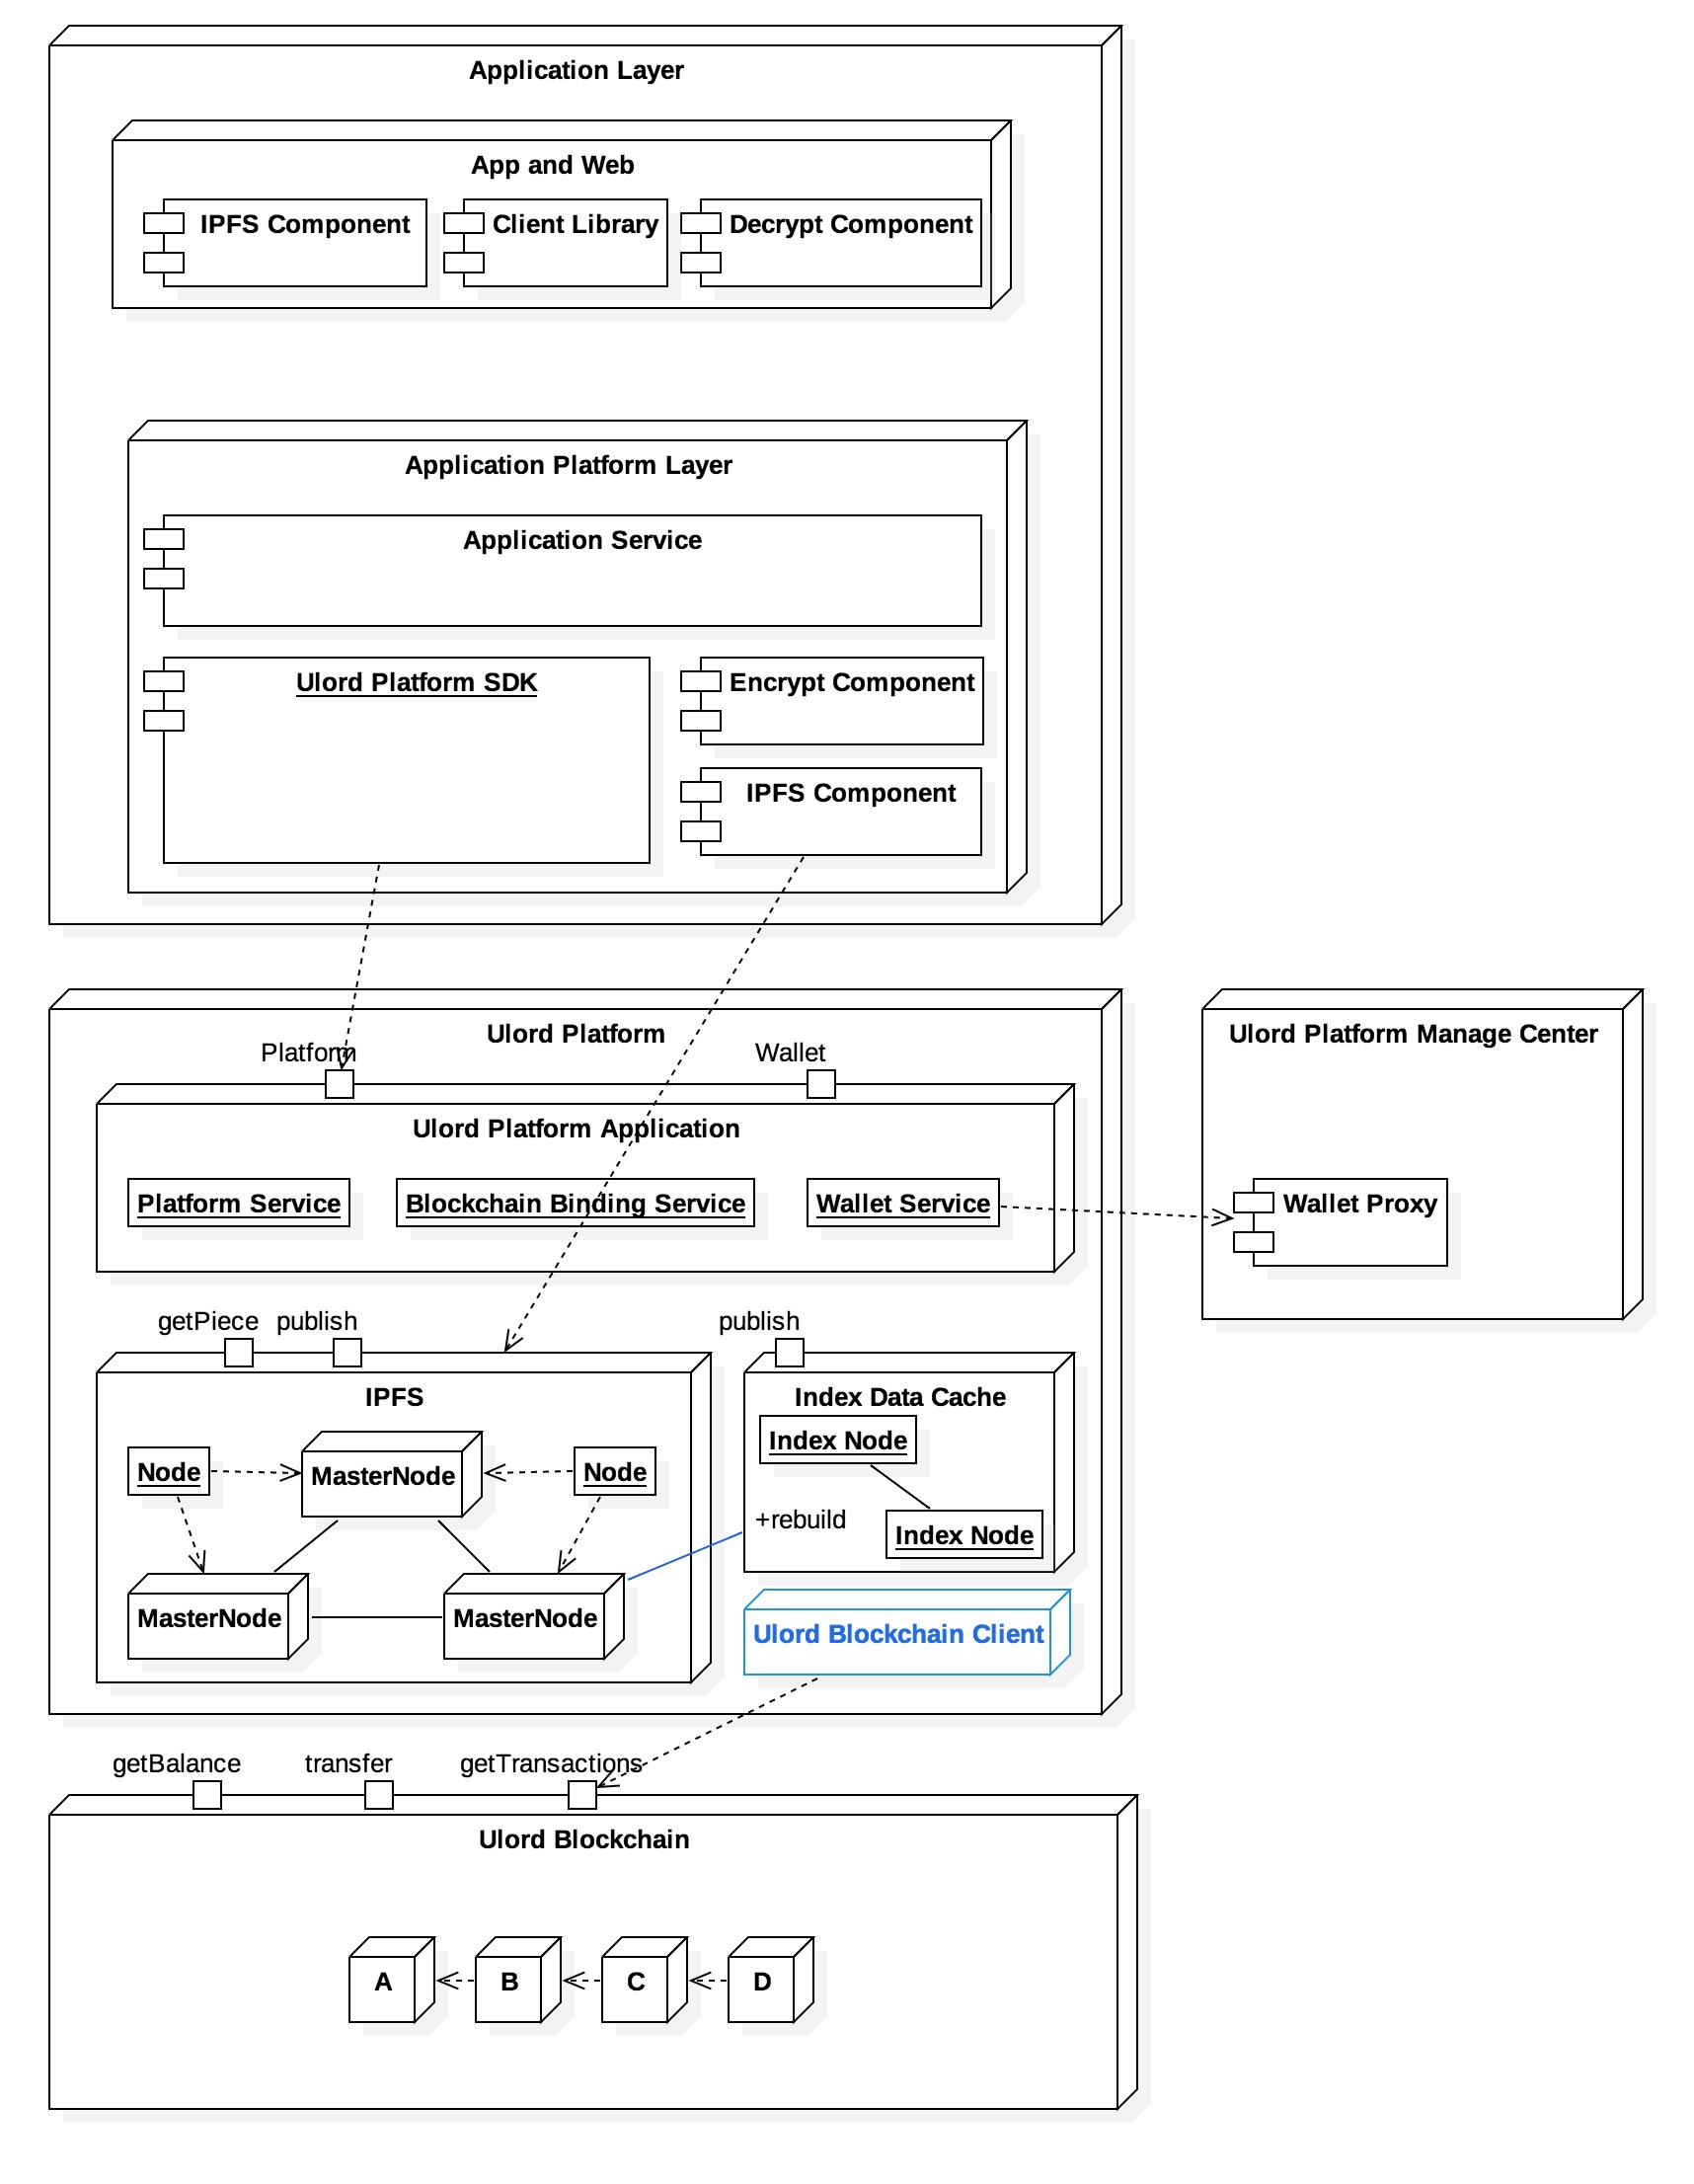 Application Layer
App and Web
IPFS Component
Client Library
Decrypt Component
Application Platform Layer
Application Service
Ulord Platform SDK
Encrypt Component
IPFS Component
Ulord Platform
Ulord Platform Manage Center
Platform
Wallet
Ulord Platform Application
Platform Service
Blockchain Binding Service
Wallet Service
Wallet Proxy
getPiece
publish
publish
IPFS
Index Data Cache
Index Node
Node
MasterNode
Node
+rebuild
Index Node
MasterNode
MasterNode
Ulord Blockchain Client
getBalance
transfer
getTransactions
Ulord Blockchain
A
B
C
D